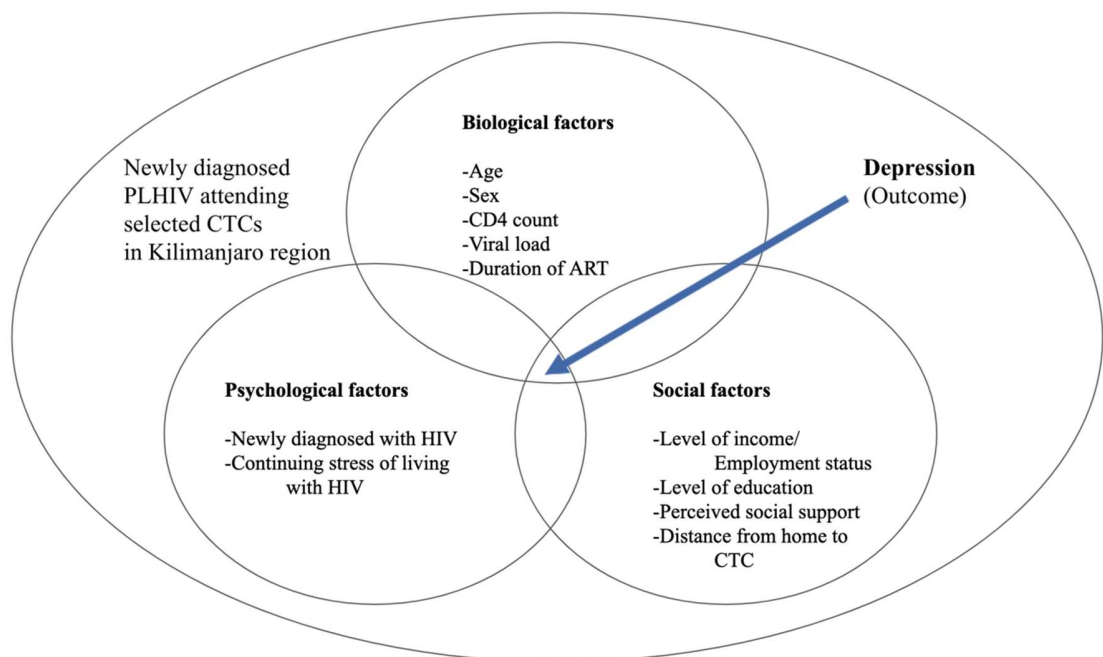 Biological factors
-Age
-Sex
-CD4 count
-Viral load
-Duration of ART
Newly diagnosed
PLHIV attending
selected CTCs
in Kilimanjaro region
Depression
(Outcome)
Psychological factors
-Newly diagnosed with HIV
-Continuing stress of living
with HIV
Social factors
-Level of income/
Employment status
-Level of education
-Perceived social support
-Distance from home to
CTC